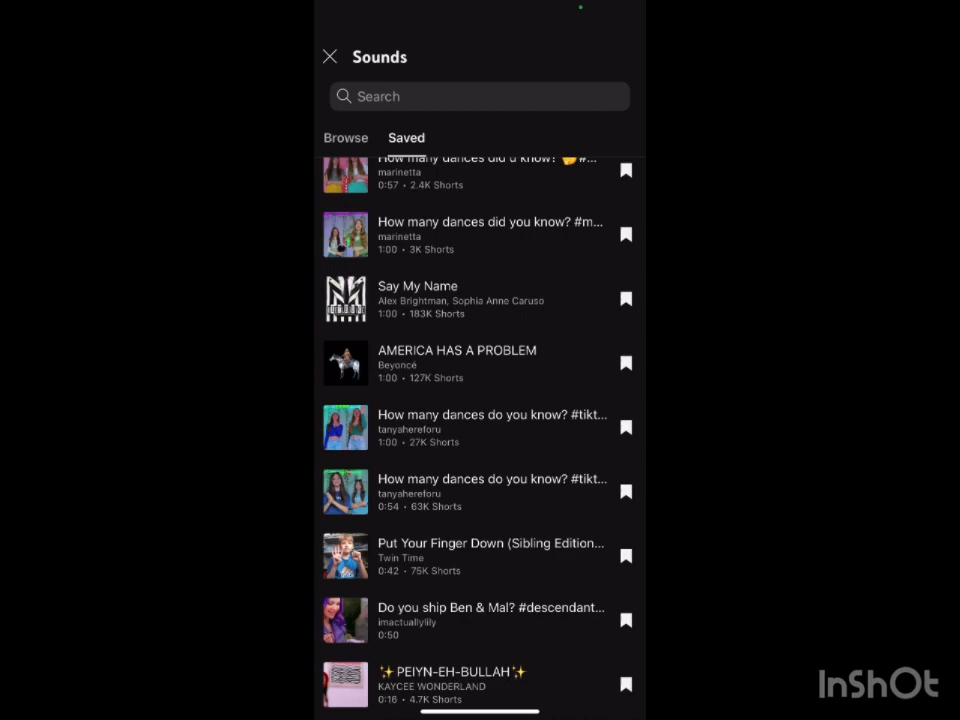 Sounds
Search
Browse Saved
How many dances did u know? 🤔#...
marinetta
0:57 • 2.4K Shorts
How many dances did you know? #m...
marinetta
1:00 • 3K Shorts
Say My Name
Alex Brightman, Sophia Anne Caruso
1:00 • 183K Shorts
AMERICA HAS A PROBLEM
Beyoncé
1:00 • 127K Shorts
How many dances do you know? #tikt...
tanyahereforu
1:00 • 27K Shorts
How many dances do you know? #tikt...
tanyahereforu
0:54 • 63K Shorts
Put Your Finger Down (Sibling Edition...
Twin Time
0:42 • 75K Shorts
Do you ship Ben & Mal? #descendant...
imactuallylily
0:50
✨PEIYN-EH-BULLAH✨
KAYCEE WONDERLAND
0:16 • 4.7K Shorts
InShOt